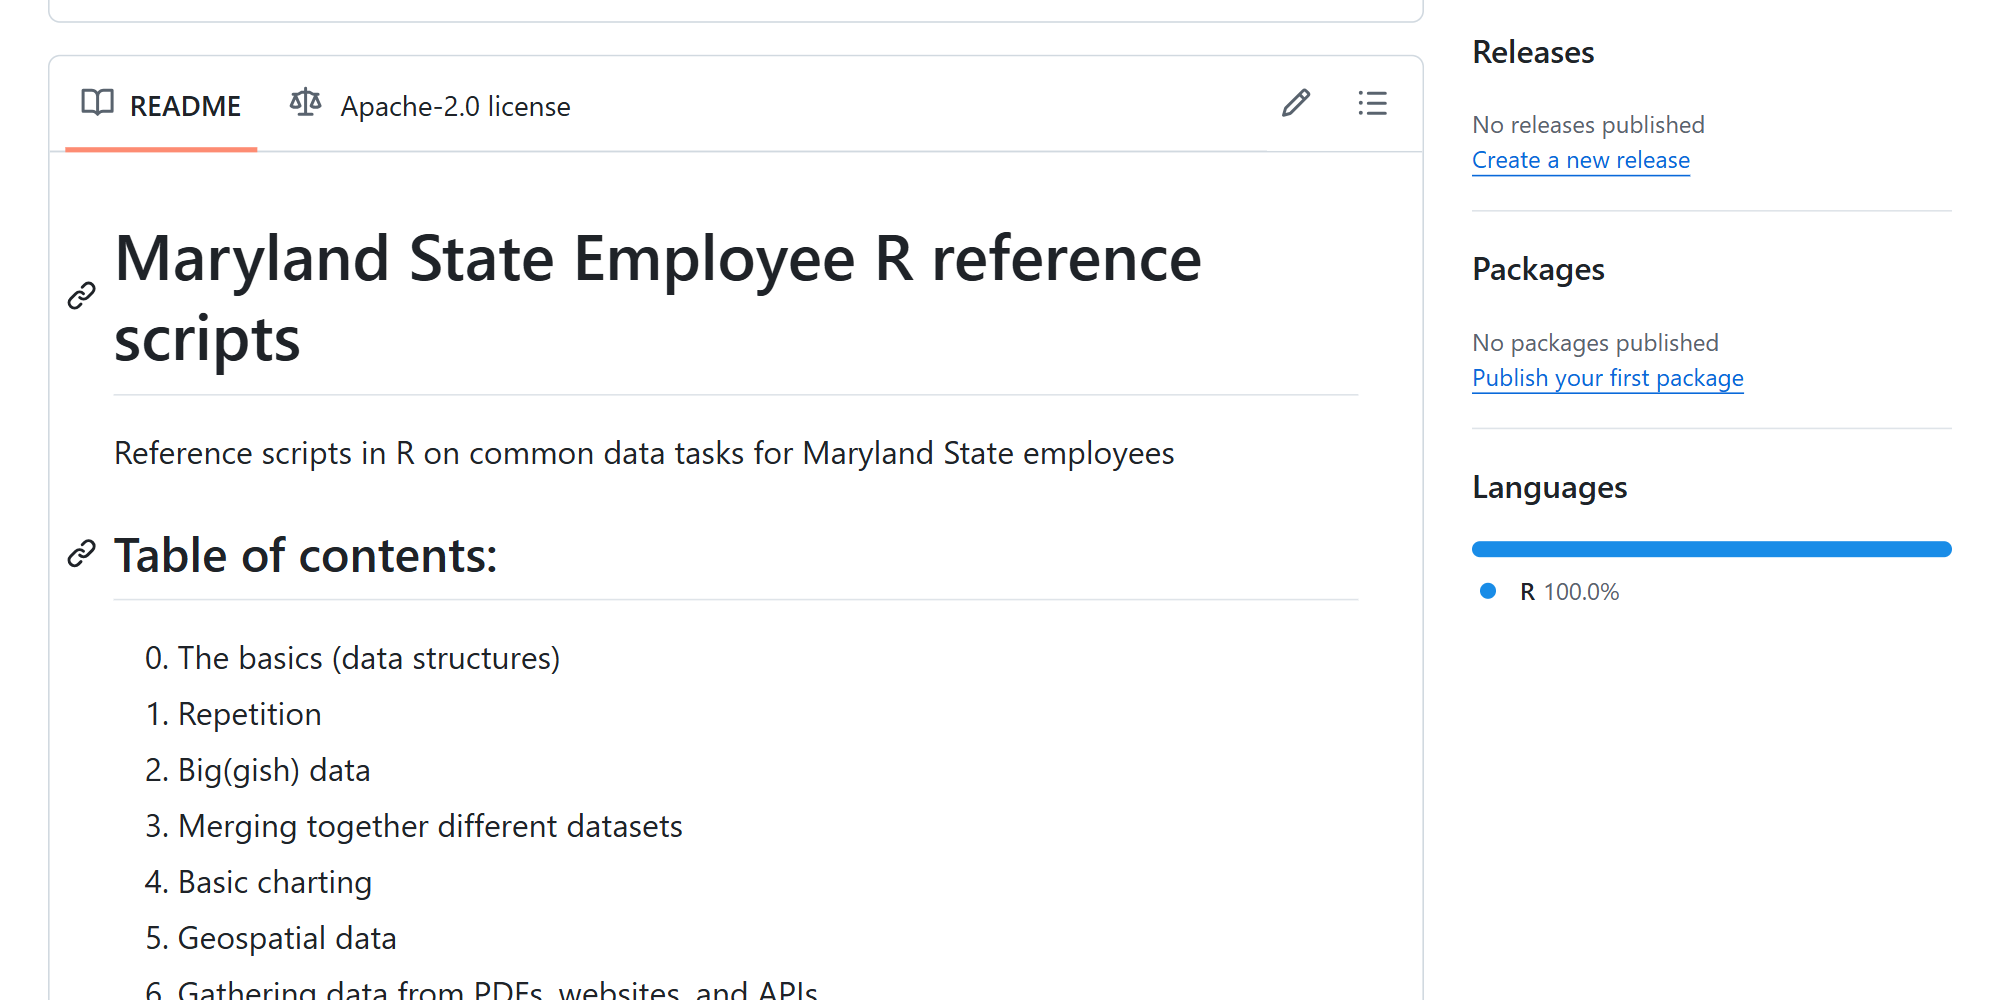 README
Apache-2.0 license
Maryland State Employee R reference
scripts
Reference scripts in R on common data tasks for Maryland State employees
Table of contents:
0. The basics (data structures)
1. Repetition
2. Big(gish) data
3. Merging together different datasets
4. Basic charting
5. Geospatial data
6. Gathering data from PDFs, websites, and APIs
Releases
No releases published
Create a new release
Packages
No packages published
Publish your first package
Languages
R 100.0%